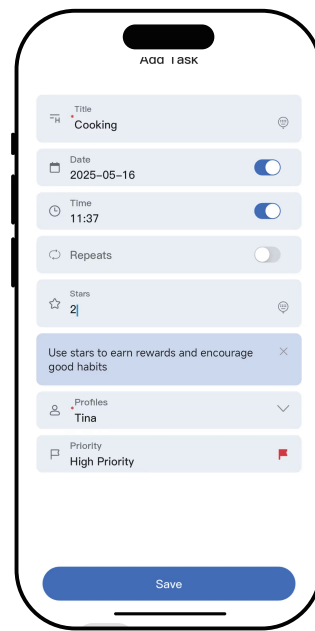 Add Task
Title
*Cooking
Date
2025-05-16
Time
11:37
Repeats
Stars
2
Use stars to earn rewards and encourage
good habits
Profiles
*Tina
Priority
High Priority
Save